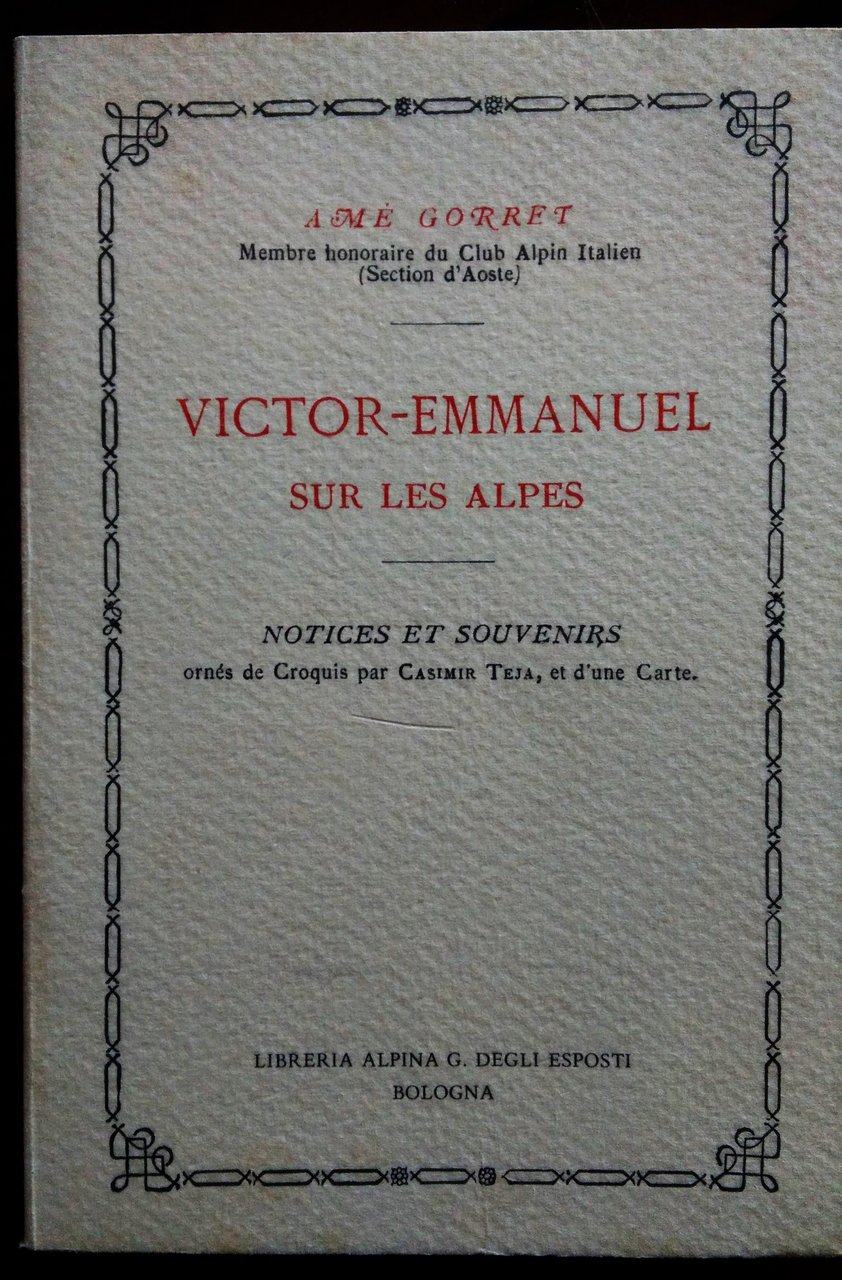 AMÉ GORRET
Membre honoraire du Club Alpin Italien
(Section d'Aoste)
VICTOR-EMMANUEL
SUR LES ALPES
NOTICES ET SOUVENIRS
ornés de Croquis par CASIMIR TEJA, et d'une Carte.
LIBRERIA ALPINA G. DEGLI ESPOSTI
BOLOGNA